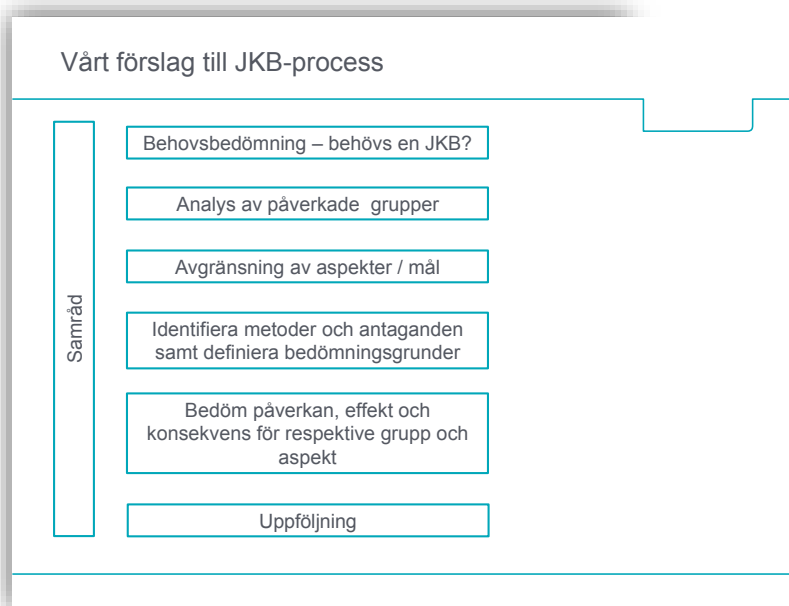 Vårt förslag till JKB-process
Samråd
Behovsbedömning – behövs en JKB?
Analys av påverkade  grupper
Avgränsning av aspekter / mål
Identifiera metoder och antaganden
samt definiera bedömningsgrunder
Bedöm påverkan, effekt och
konsekvens för respektive grupp och
aspekt
Uppföljning